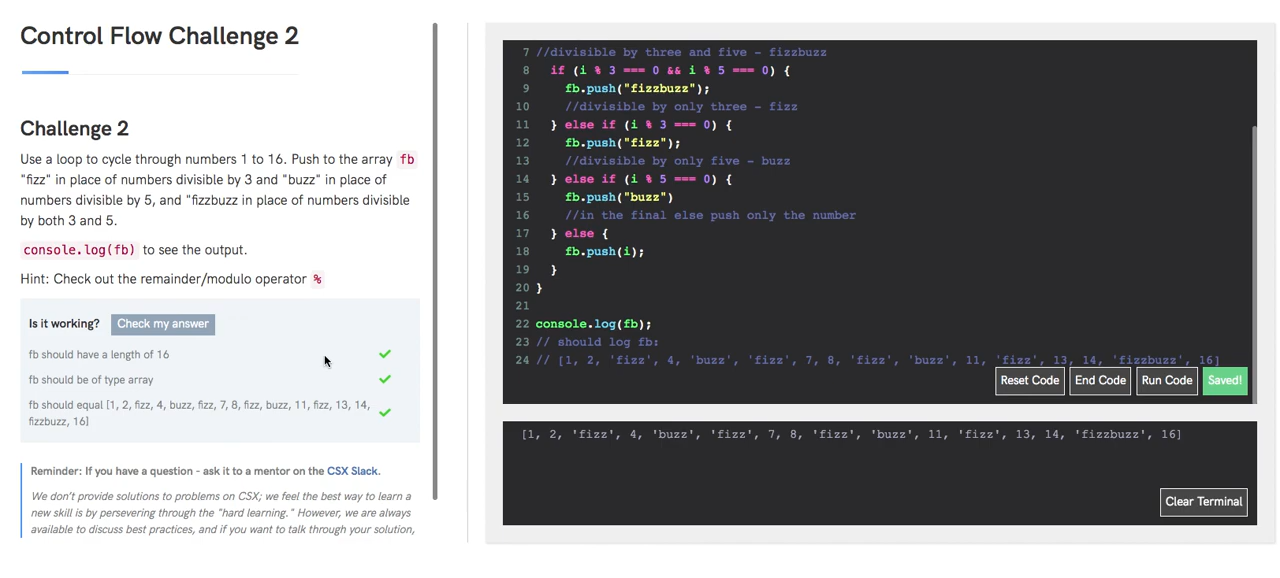 Control Flow Challenge 2
Challenge 2
Use a loop to cycle through numbers 1 to 16. Push to the array fb
"fizz" in place of numbers divisible by 3 and "buzz" in place of
numbers divisible by 5, and "fizzbuzz in place of numbers divisible
by both 3 and 5.
console.log(fb) to see the output.
Hint: Check out the remainder/modulo operator %
Is it working? Check my answer
fb should have a length of 16
fb should be of type array
fb should equal [1, 2, fizz, 4, buzz, fizz, 7, 8, fizz, buzz, 11, fizz, 13, 14,
fizzbuzz, 16]
Reminder: If you have a question - ask it to a mentor on the CSX Slack.
We don't provide solutions to problems on CSX; we feel the best way to learn a
new skill is by persevering through the "hard learning." However, we are always
available to discuss best practices, and if you want to talk through your solution,
7 //divisible by three and five - fizzbuzz
8 if (i % 3 === 0 && i % 5 === 0) {
9 fb.push("fizzbuzz");
10 //divisible by only three - fizz
11 } else if (i % 3 === 0) {
12 fb.push("fizz");
13 //divisible by only five - buzz
14 } else if (i % 5 === 0) {
15 fb.push("buzz")
16 //in the final else push only the number
17 } else {
18 fb.push(i);
19 }
20 }
21
22 console.log(fb);
23 // should log fb:
24 // [1, 2, 'fizz', 4, 'buzz', 'fizz', 7, 8, 'fizz', 'buzz', 11, 'fizz', 13, 14, 'fizzbuzz', 16]
Reset Code End Code Run Code Saved!
[1, 2, 'fizz', 4, 'buzz', 'fizz', 7, 8, 'fizz', 'buzz', 11, 'fizz', 13, 14, 'fizzbuzz', 16]
Clear Terminal